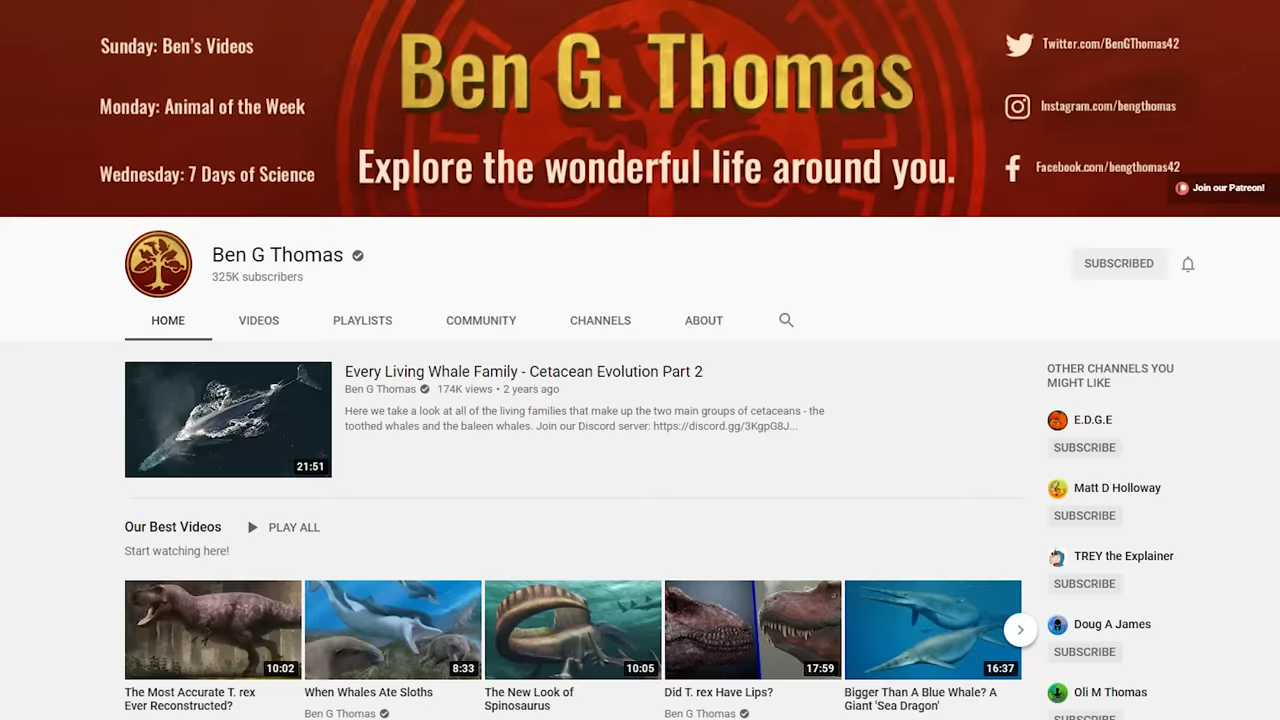 Sunday: Ben's Videos
Monday: Animal of the Week
Wednesday: 7 Days of Science
Ben G. Thomas
Explore the wonderful life around you.
Twitter.com/BenGThomas42
Instagram.com/bengthomas
Facebook.com/bengthomas42
Join our Patreon!
Ben G Thomas
325K subscribers
SUBSCRIBED
HOME VIDEOS PLAYLISTS COMMUNITY CHANNELS ABOUT
21:51
Every Living Whale Family - Cetacean Evolution Part 2
Ben G Thomas 174K views • 2 years ago
Here we take a look at all of the living families that make up the two main groups of cetaceans - the
toothed whales and the baleen whales. Join our Discord server: https://discord.gg/3KgpG8J...
Our Best Videos PLAY ALL
Start watching here!
10:02
The Most Accurate T. rex
Ever Reconstructed?
8:33
When Whales Ate Sloths
Ben G Thomas
10:05
The New Look of
Spinosaurus
17:59
Did T. rex Have Lips?
Ben G Thomas
16:37
Bigger Than A Blue Whale? A
Giant 'Sea Dragon'
OTHER CHANNELS YOU
MIGHT LIKE
E.D.G.E
SUBSCRIBE
Matt D Holloway
SUBSCRIBE
TREY the Explainer
SUBSCRIBE
Doug A James
SUBSCRIBE
Oli M Thomas
SUBSCRIBE